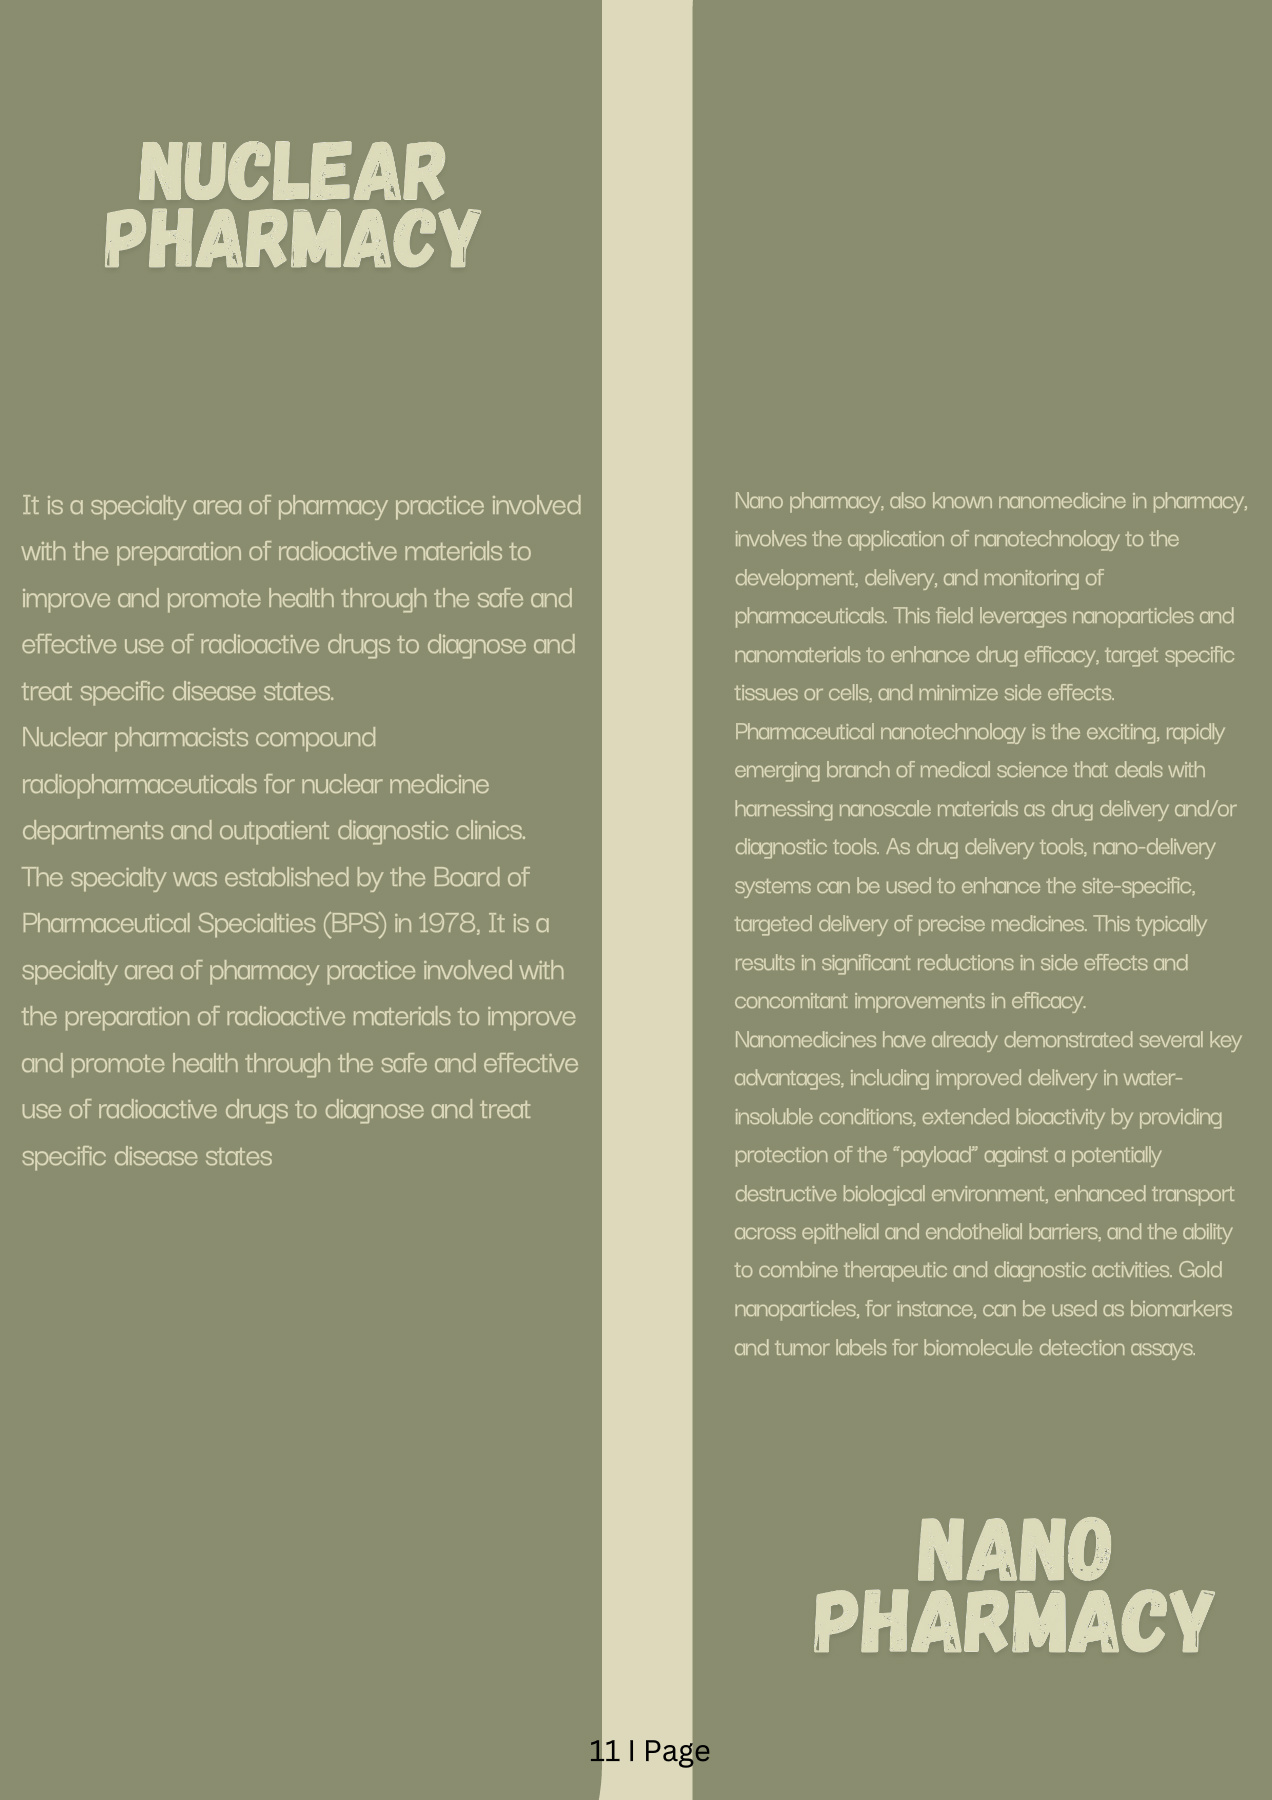 NUCLEAR
PHARMACY
It is a specialty area of pharmacy practice involved
with the preparation of radioactive materials to
improve and promote health through the safe and
effective use of radioactive drugs to diagnose and
treat specific disease states.
Nuclear pharmacists compound
radiopharmaceuticals for nuclear medicine
departments and outpatient diagnostic clinics.
The specialty was established by the Board of
Pharmaceutical Specialties (BPS) in 1978, It is a
specialty area of pharmacy practice involved with
the preparation of radioactive materials to improve
and promote health through the safe and effective
use of radioactive drugs to diagnose and treat
specific disease states
Nano pharmacy, also known nanomedicine in pharmacy,
involves the application of nanotechnology to the
development, delivery, and monitoring of
pharmaceuticals. This field leverages nanoparticles and
nanomaterials to enhance drug efficacy, target specific
tissues or cells, and minimize side effects.
Pharmaceutical nanotechnology is the exciting, rapidly
emerging branch of medical science that deals with
harnessing nanoscale materials as drug delivery and/or
diagnostic tools. As drug delivery tools, nano-delivery
systems can be used to enhance the site-specific,
targeted delivery of precise medicines. This typically
results in significant reductions in side effects and
concomitant improvements in efficacy.
Nanomedicines have already demonstrated several key
advantages, including improved delivery in water-
insoluble conditions, extended bioactivity by providing
protection of the “payload” against a potentially
destructive biological environment, enhanced transport
across epithelial and endothelial barriers, and the ability
to combine therapeutic and diagnostic activities. Gold
nanoparticles, for instance, can be used as biomarkers
and tumor labels for biomolecule detection assays.
NANO
PHARMACY
11 I Page